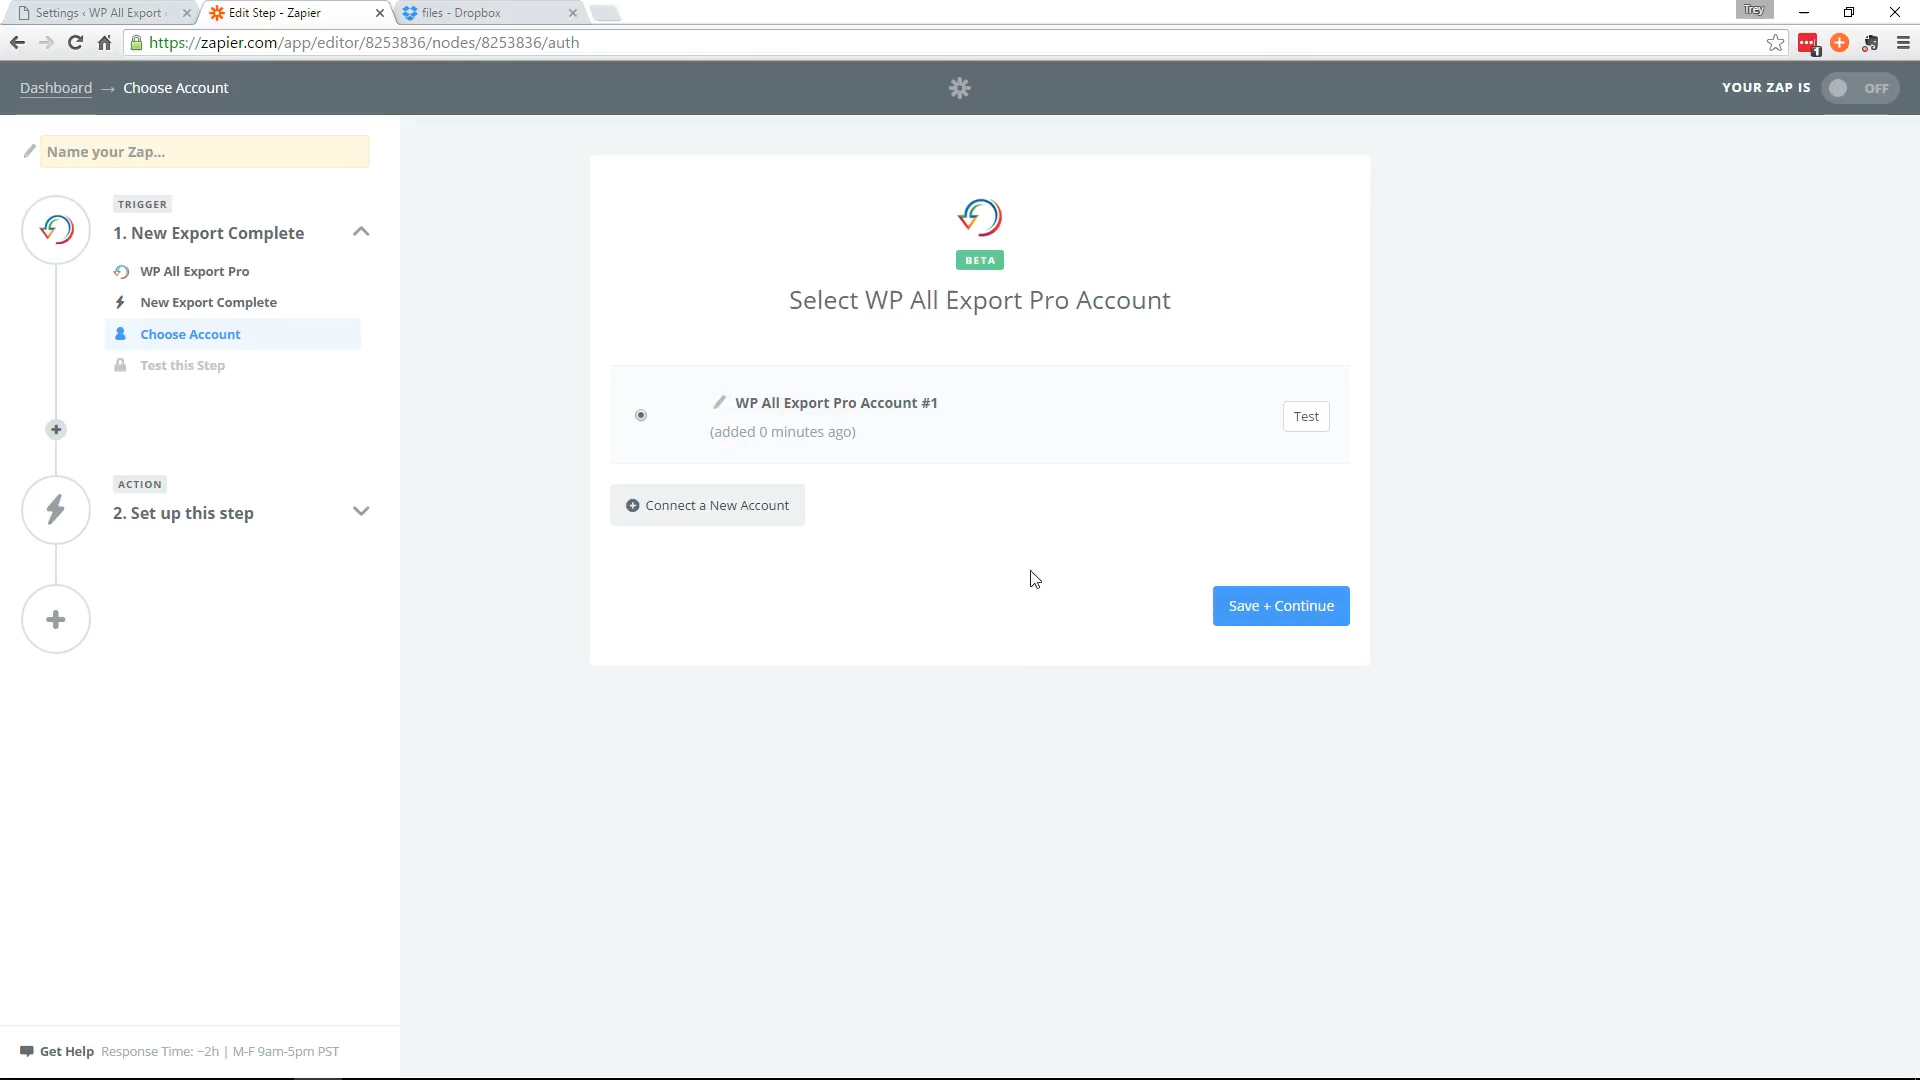 Settings ‹ WP All Export ‹
Edit Step - Zapier
files - Dropbox
Trey
https://zapier.com/app/editor/8253836/nodes/8253836/auth
1
Dashboard → Choose Account
YOUR ZAP IS OFF
Name your Zap...
TRIGGER
1. New Export Complete
WP All Export Pro
New Export Complete
Choose Account
Test this Step
ACTION
2. Set up this step
BETA
Select WP All Export Pro Account
WP All Export Pro Account #1
(added 0 minutes ago)
Test
Connect a New Account
Save + Continue
Get Help Response Time: ~2h | M-F 9am-5pm PST